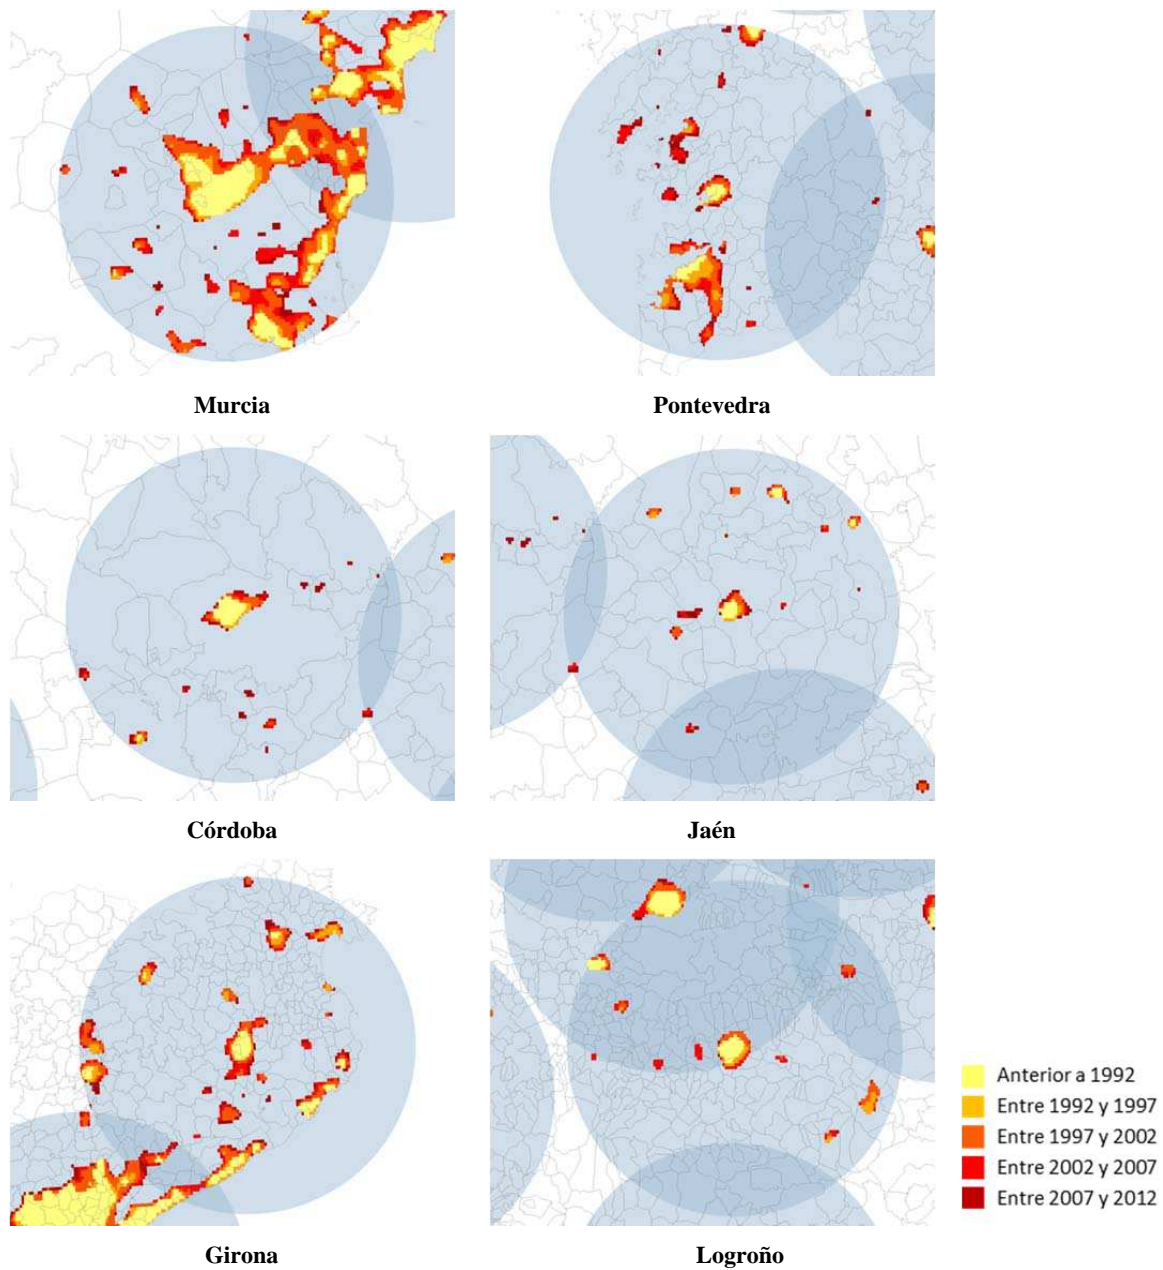 Murcia
Pontevedra
Córdoba
Jaén
Anterior a 1992
Entre 1992 y 1997
Entre 1997 y 2002
Entre 2002 y 2007
Entre 2007 y 2012
Girona
Logroño